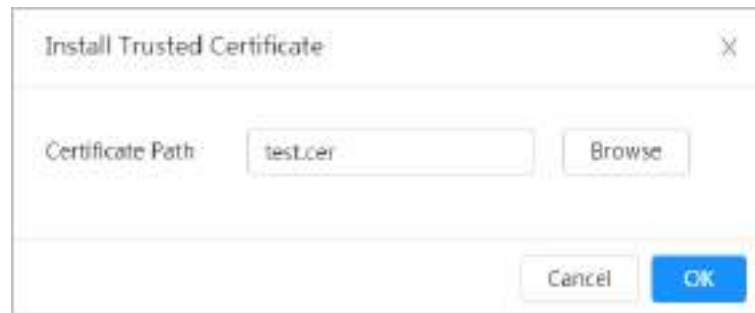 Install Trusted Certificate
Certificate Path test.cer Browse
Cancel OK